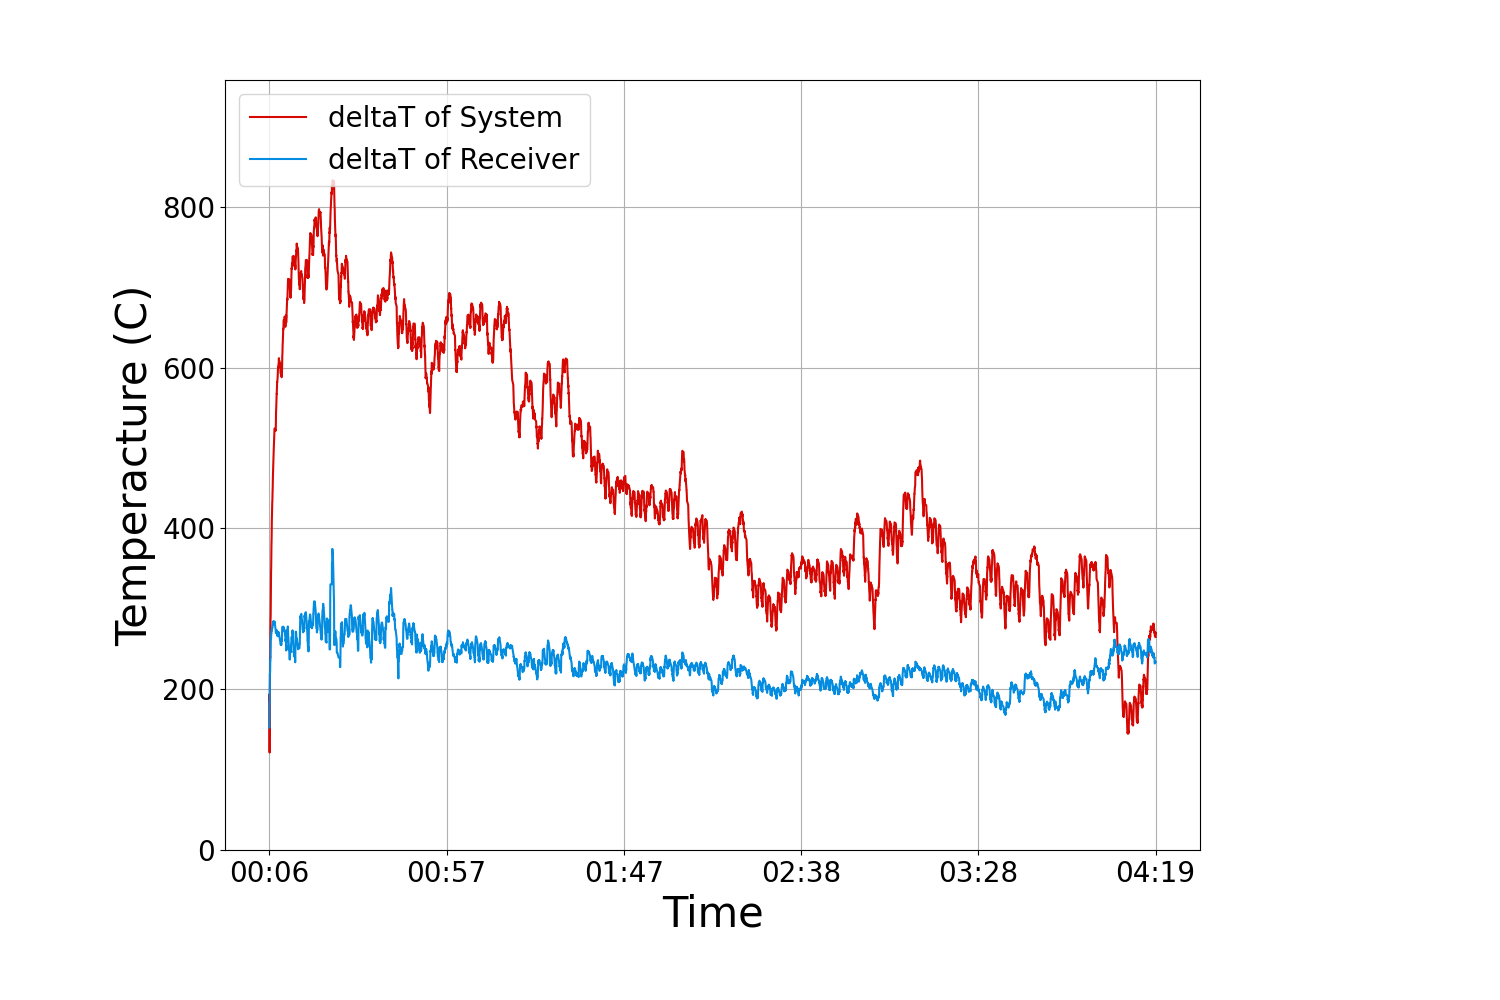 deltaT of System
deltaT of Receiver
800
600
400
200
0
Temperacture (C)
00:06 00:57 01:47 02:38 03:28 04:19
Time